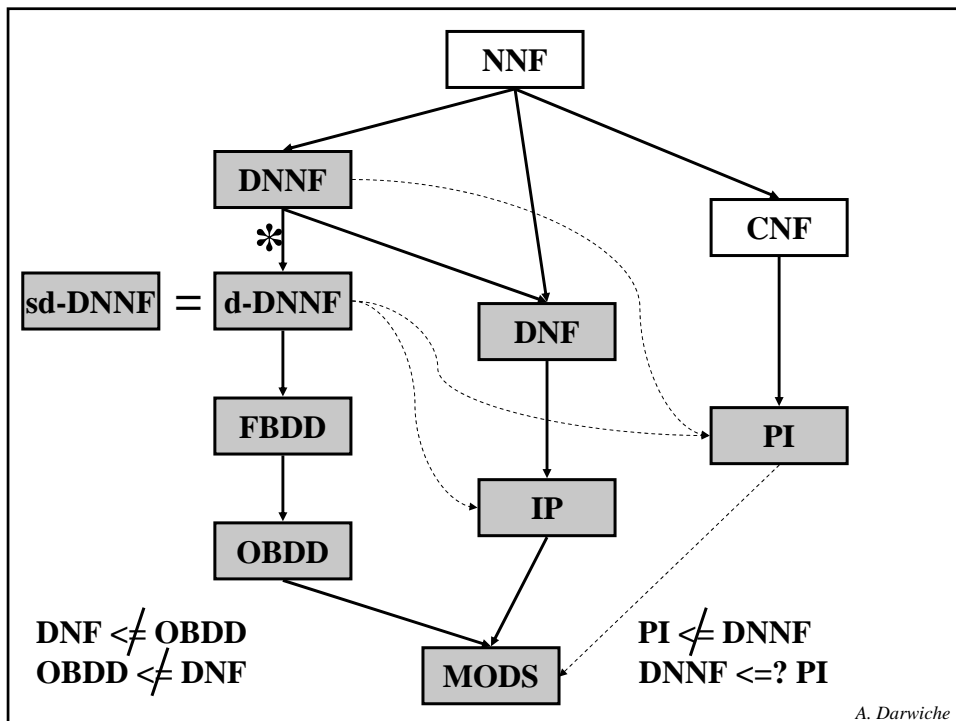 NNF
DNNF
CNF
*
sd-DNNF = d-DNNF
DNF
FBDD
PI
IP
OBDD
DNF <≠ OBDD
OBDD <≠ DNF
PI <≠ DNNF
DNNF <=? PI
MODS
A. Darwiche